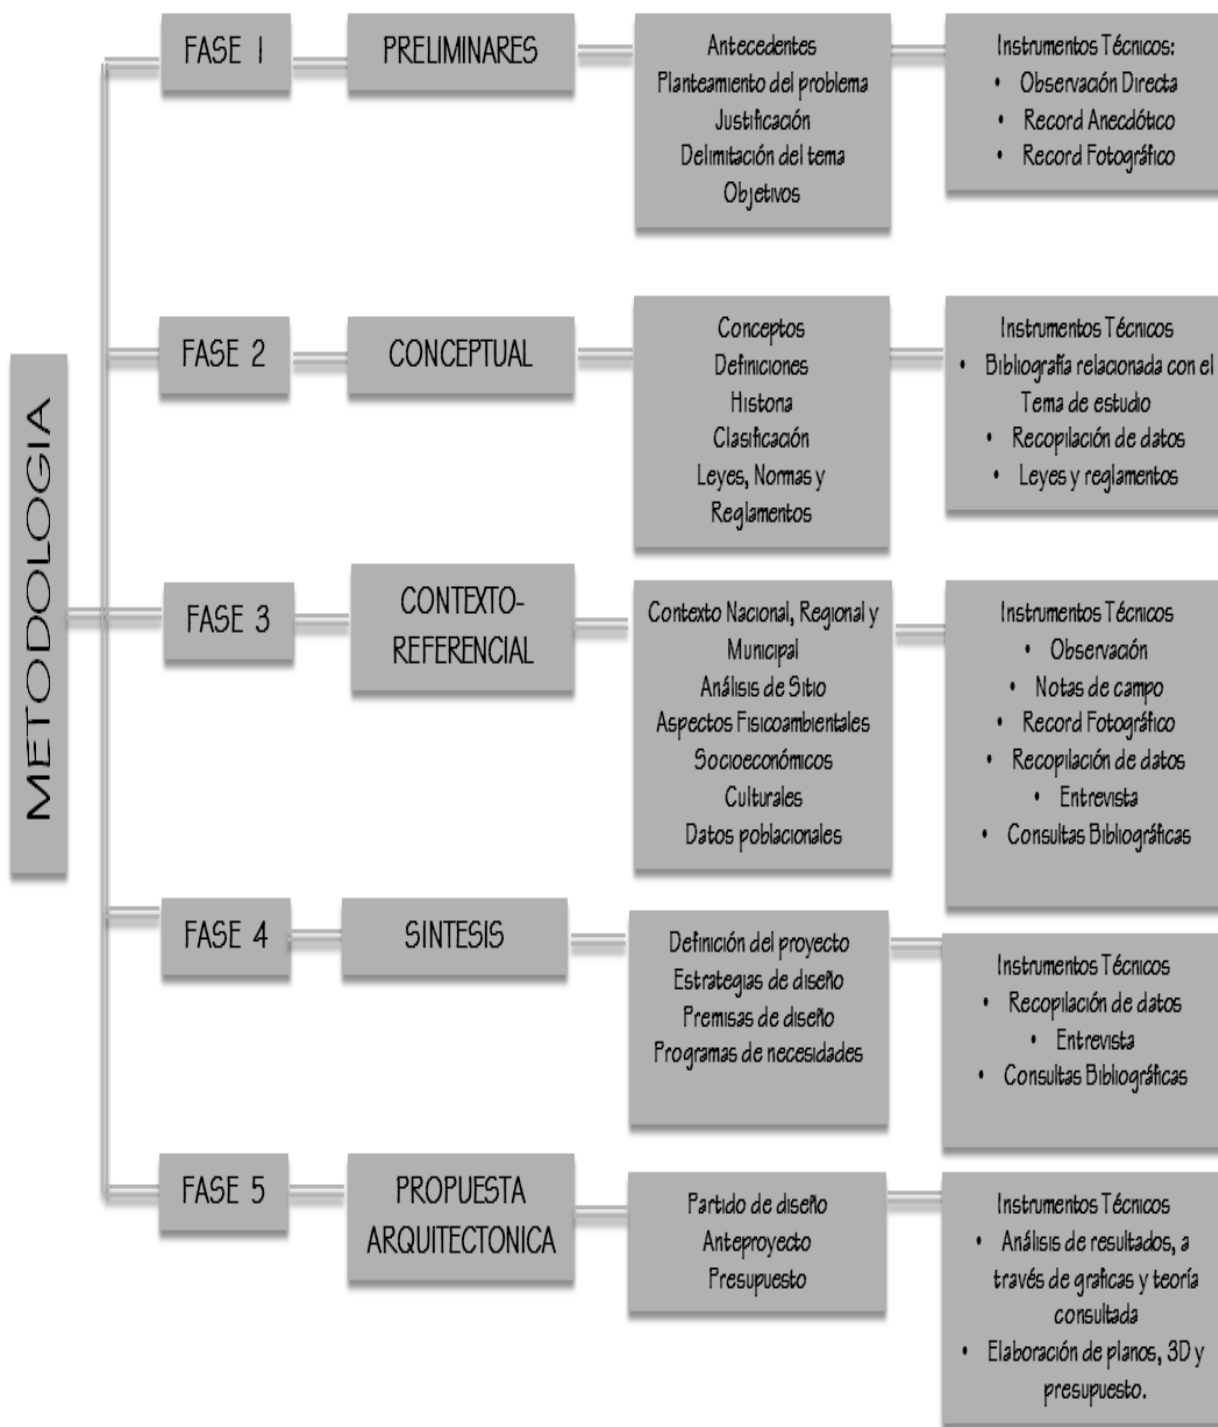 METODOLOGIA
FASE 1
PRELIMINARES
Antecedentes
Planteamiento del problema
Justificación
Delimitación del tema
Objetivos
Instrumentos Técnicos:
• Observación Directa
• Record Anecdótico
• Record Fotográfico
FASE 2
CONCEPTUAL
Conceptos
Definiciones
Historia
Clasificación
Leyes, Normas y
Reglamentos
Instrumentos Técnicos
• Bibliografía relacionada con el
Tema de estudio
• Recopilación de datos
• Leyes y reglamentos
FASE 3
CONTEXTO-
REFERENCIAL
Contexto Nacional, Regional y
Municipal
Análisis de Sitio
Aspectos Fisicoambientales
Socioeconómicos
Culturales
Datos poblacionales
Instrumentos Técnicos
• Observación
• Notas de campo
• Record Fotográfico
• Recopilación de datos
• Entrevista
• Consultas Bibliográficas
FASE 4
SINTESIS
Definición del proyecto
Estrategias de diseño
Premisas de diseño
Programas de necesidades
Instrumentos Técnicos
• Recopilación de datos
• Entrevista
• Consultas Bibliográficas
FASE 5
PROPUESTA
ARQUITECTONICA
Partido de diseño
Anteproyecto
Presupuesto
Instrumentos Técnicos
• Análisis de resultados, a
través de graficas y teoría
consultada
• Elaboración de planos, 3D y
presupuesto.